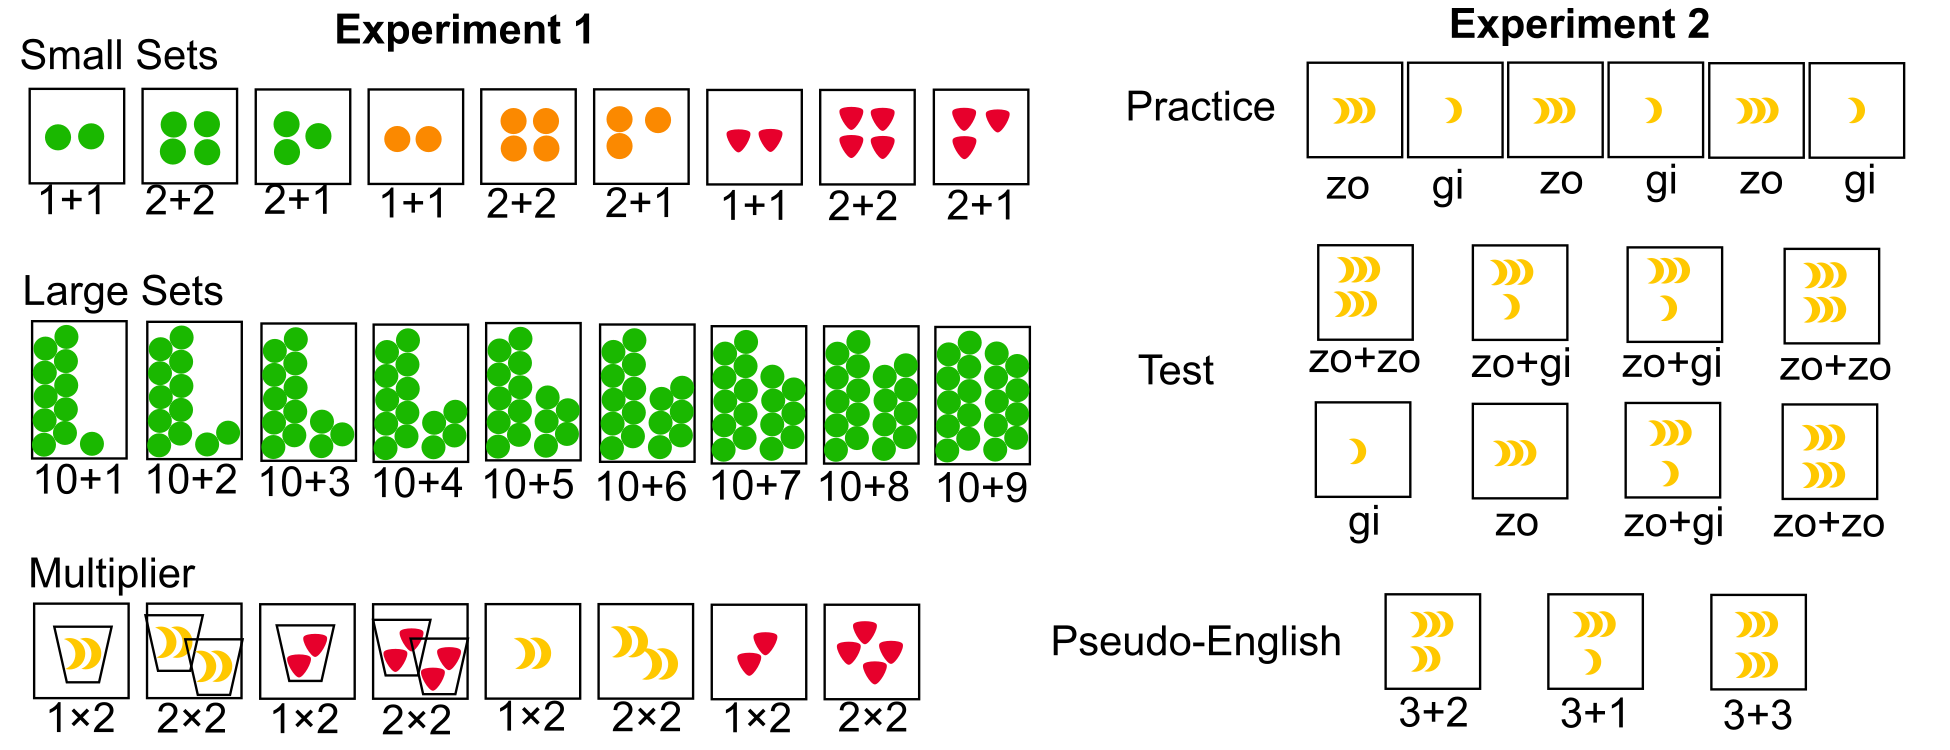 Experiment 1
Small Sets
1+1 2+2 2+1 1+1 2+2 2+1 1+1 2+2 2+1
Large Sets
10+1 10+2 10+3 10+4 10+5 10+6 10+7 10+8 10+9
Multiplier
1×2 2×2 1×2 2×2 1×2 2×2 1×2 2×2
Experiment 2
Practice
zo gi zo gi zo gi
Test
zo+zo zo+gi zo+gi zo+zo
gi zo zo+gi zo+zo
Pseudo-English
3+2 3+1 3+3